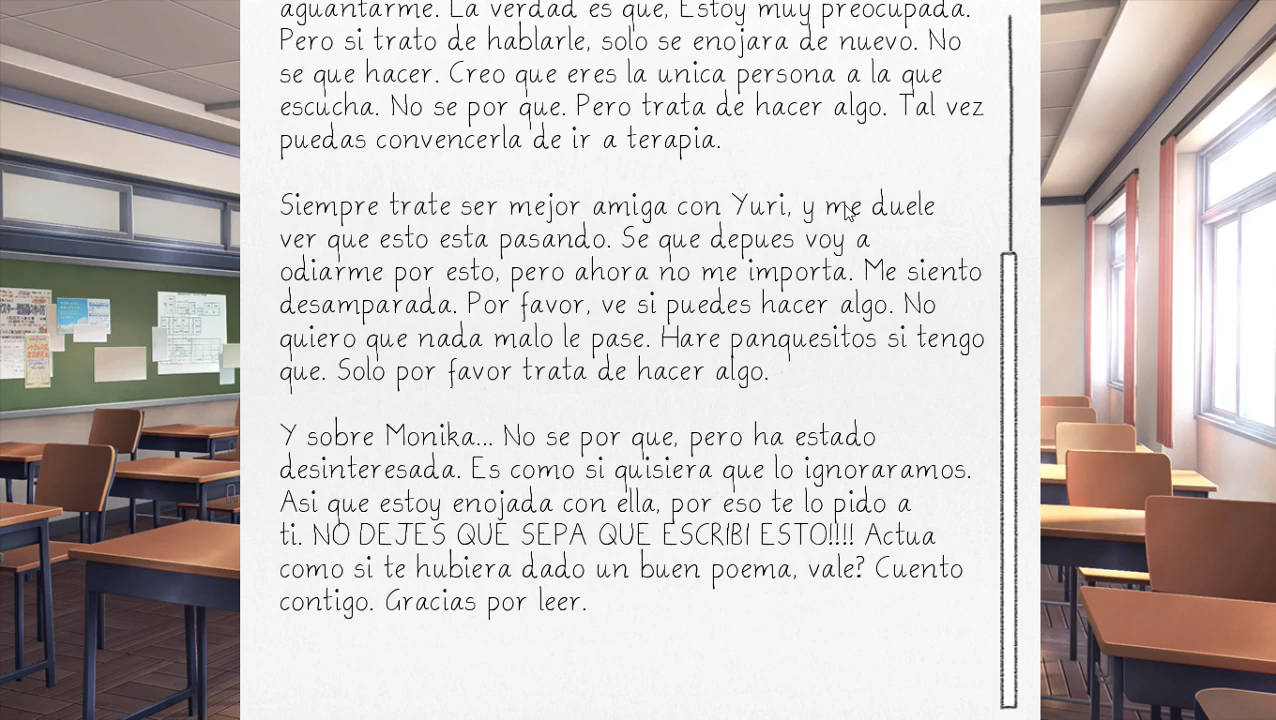 aguantarme. La verdad es que, Estoy muy preocupada.
Pero si trato de hablarle, solo se enojara de nuevo. No
se que hacer. Creo que eres la unica persona a la que
escucha. No se por que. Pero trata de hacer algo. Tal vez
puedas convencerla de ir a terapia.
Siempre trate ser mejor amiga con Yuri, y me duele
ver que esto esta pasando. Se que depues voy a
odiarme por esto, pero ahora no me importa. Me siento
desamparada. Por favor, ve si puedes hacer algo. No
quiero que nada malo le pase. Hare panquesitos si tengo
que. Solo por favor trata de hacer algo.
Y sobre Monika... No se por que, pero ha estado
desinteresada. Es como si quisiera que lo ignoraramos.
Asi que estoy enojada con ella, por eso te lo pido a
ti. NO DEJES QUE SEPA QUE ESCRIBI ESTO!!!! Actua
como si te hubiera dado un buen poema, vale? Cuento
contigo. Gracias por leer.